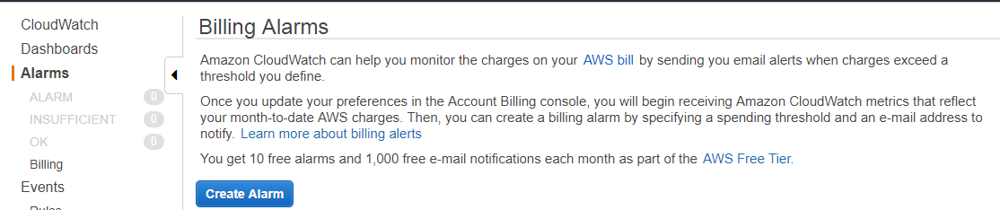 CloudWatch
Dashboards
Alarms
ALARM 0
INSUFFICIENT 0
OK 0
Billing
Events
Rules
Billing Alarms
Amazon CloudWatch can help you monitor the charges on your AWS bill by sending you email alerts when charges exceed a
threshold you define.
Once you update your preferences in the Account Billing console, you will begin receiving Amazon CloudWatch metrics that reflect
your month-to-date AWS charges. Then, you can create a billing alarm by specifying a spending threshold and an e-mail address to
notify. Learn more about billing alerts
You get 10 free alarms and 1,000 free e-mail notifications each month as part of the AWS Free Tier.
Create Alarm